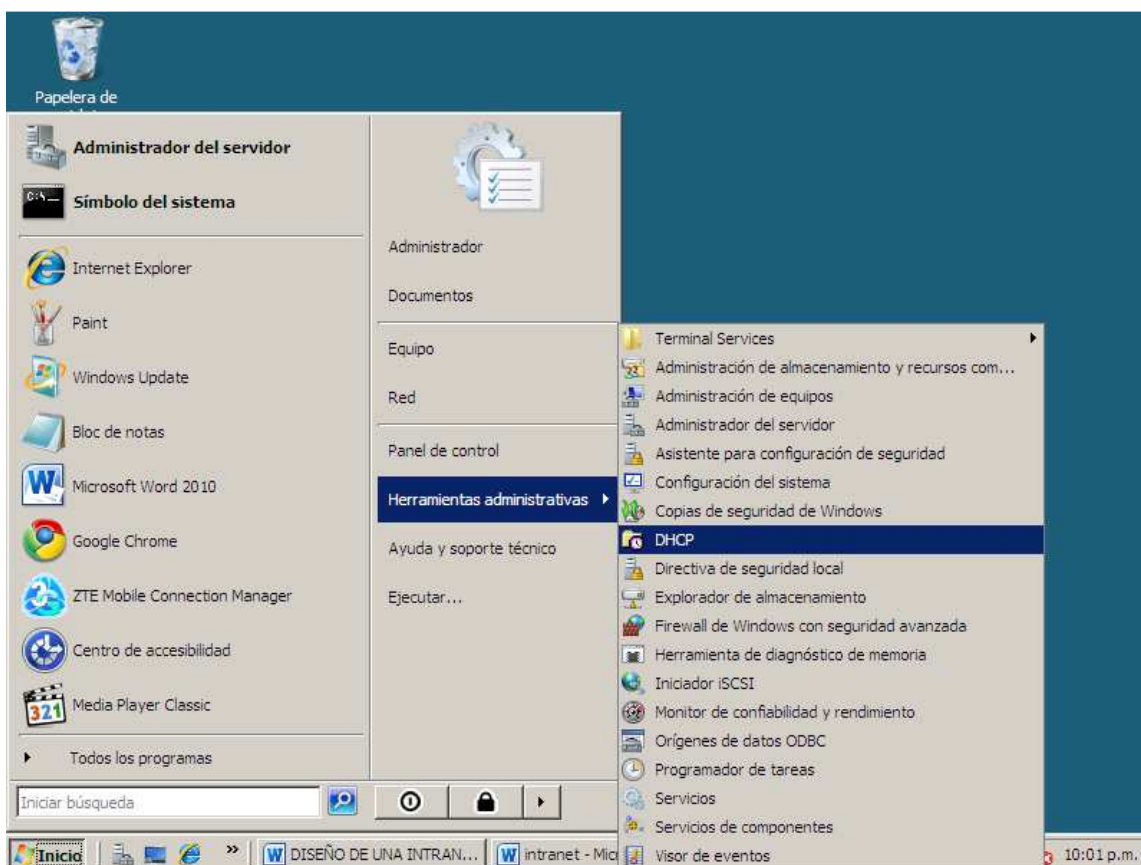 Papelera de
Administrador del servidor
Símbolo del sistema
Internet Explorer
Paint
Windows Update
Bloc de notas
Microsoft Word 2010
Google Chrome
ZTE Mobile Connection Manager
Centro de accesibilidad
Media Player Classic
Todos los programas
Iniciar búsqueda
Administrador
Documentos
Equipo
Red
Panel de control
Herramientas administrativas
Ayuda y soporte técnico
Ejecutar...
Terminal Services
Administración de almacenamiento y recursos com...
Administración de equipos
Administrador del servidor
Asistente para configuración de seguridad
Configuración del sistema
Copias de seguridad de Windows
DHCP
Directiva de seguridad local
Explorador de almacenamiento
Firewall de Windows con seguridad avanzada
Herramienta de diagnóstico de memoria
Iniciador iSCSI
Monitor de confiabilidad y rendimiento
Orígenes de datos ODBC
Programador de tareas
Servicios
Servicios de componentes
Visor de eventos
Inicio
DISEÑO DE UNA INTRAN...
intranet - Micr
10:01 p.m.